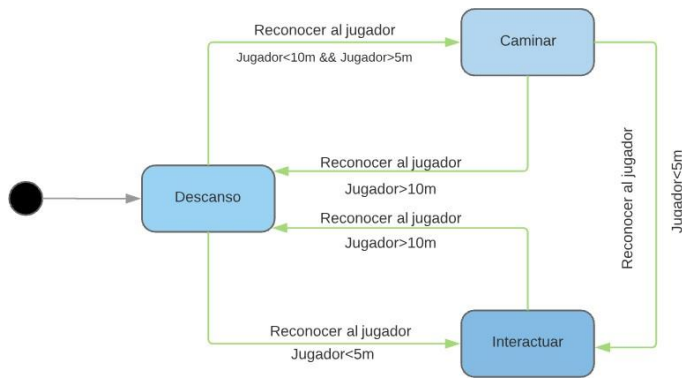 Reconocer al jugador
Jugador<10m && Jugador>5m
Caminar
Reconocer al jugador
Jugador>10m
Descanso
Reconocer al jugador
Jugador>10m
Reconocer al jugador
Jugador<5m
Reconocer al jugador
Jugador<5m
Interactuar